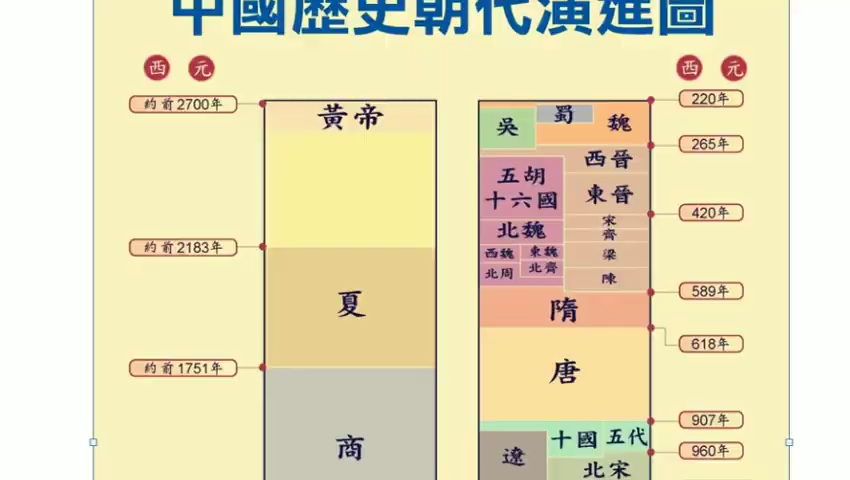 中國歷史朝代演進圖
西 元
西 元
約前2700年
黃帝
約前2183年
夏
約前1751年
商
220年
蜀
吳
魏
265年
西晉
五胡
十六國
東晉
420年
北魏
宋
齊
西魏
東魏
梁
北周
北齊
陳
589年
隋
618年
唐
907年
十國 五代
960年
遼
北宋